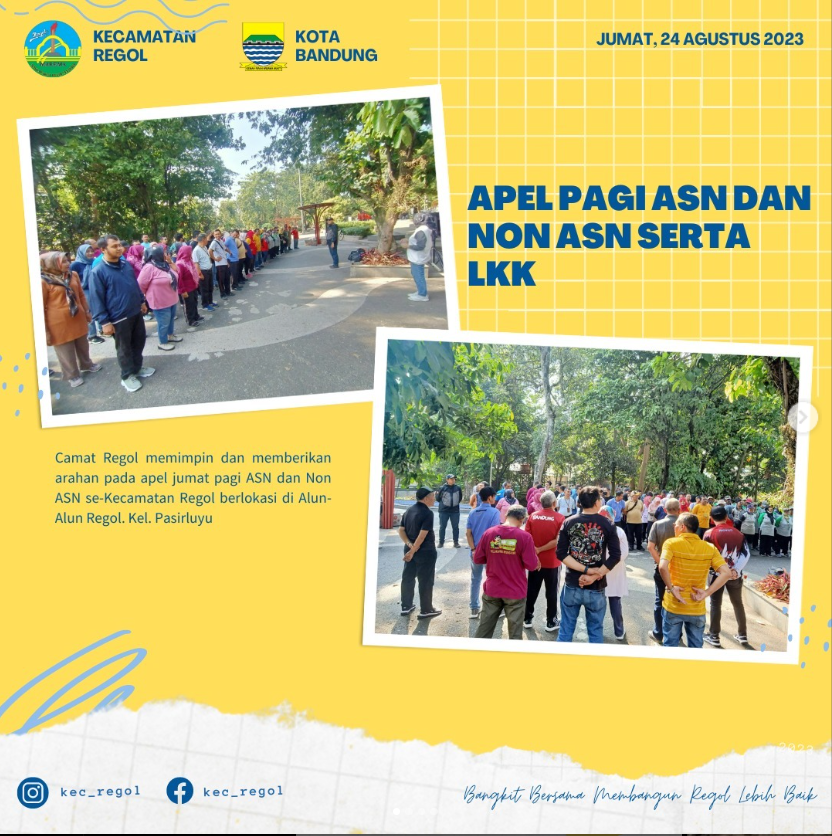 KECAMATAN
REGOL
KOTA
BANDUNG
JUMAT, 24 AGUSTUS 2023
APEL PAGI ASN DAN
NON ASN SERTA
LKK
BANDUNG
Camat Regol memimpin dan memberikan
arahan pada apel jumat pagi ASN dan Non
ASN se-Kecamatan Regol berlokasi di Alun-
Alun Regol. Kel. Pasirluyu
2023
kec_regol
kec_regol
Bangkit Bersama Membangun Regol Lebih Baik